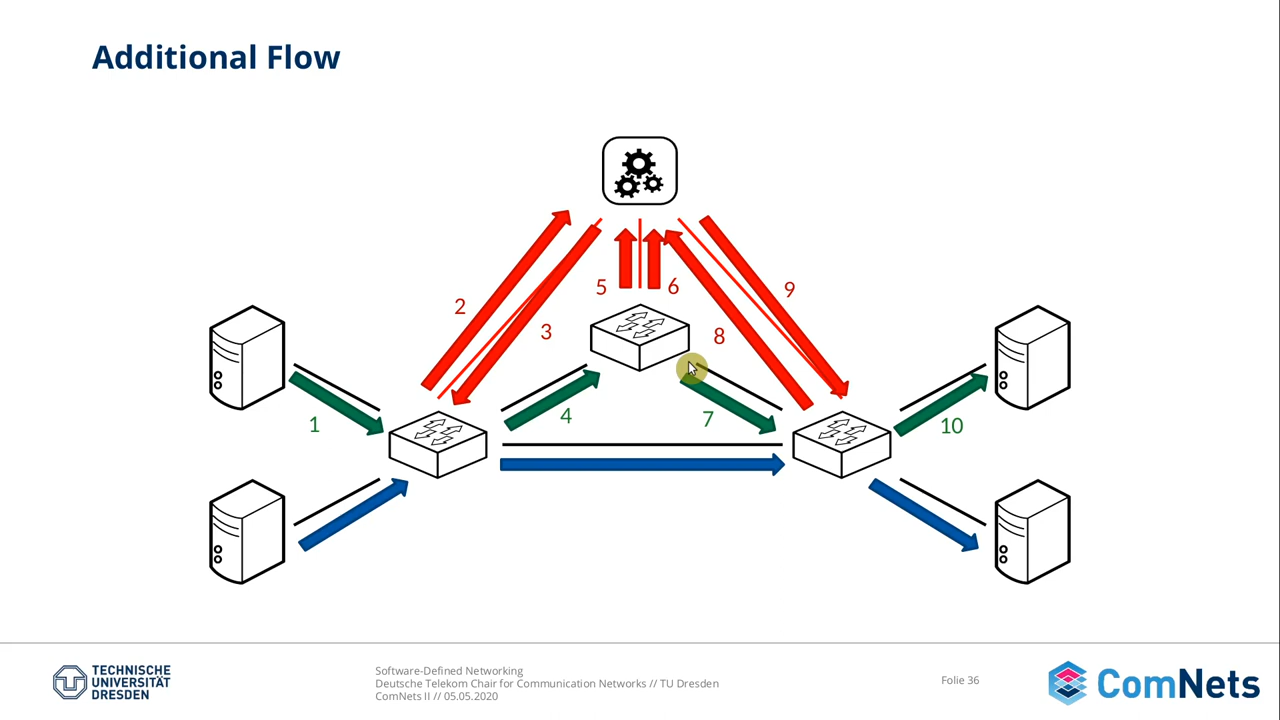 Additional Flow
2
3
5
6
8
9
1
4
7
10
TECHNISCHE
UNIVERSITÄT
DRESDEN
Software-Defined Networking
Deutsche Telekom Chair for Communication Networks // TU Dresden
ComNets II // 05.05.2020
Folie 36
ComNets